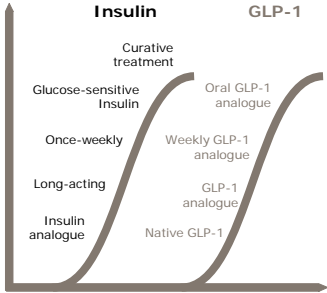 Insulin
GLP-1
Curative
treatment
Glucose-sensitive
Insulin
Once-weekly
Long-acting
Insulin
analogue
Oral GLP-1
analogue
Weekly GLP-1
analogue
GLP-1
analogue
Native GLP-1